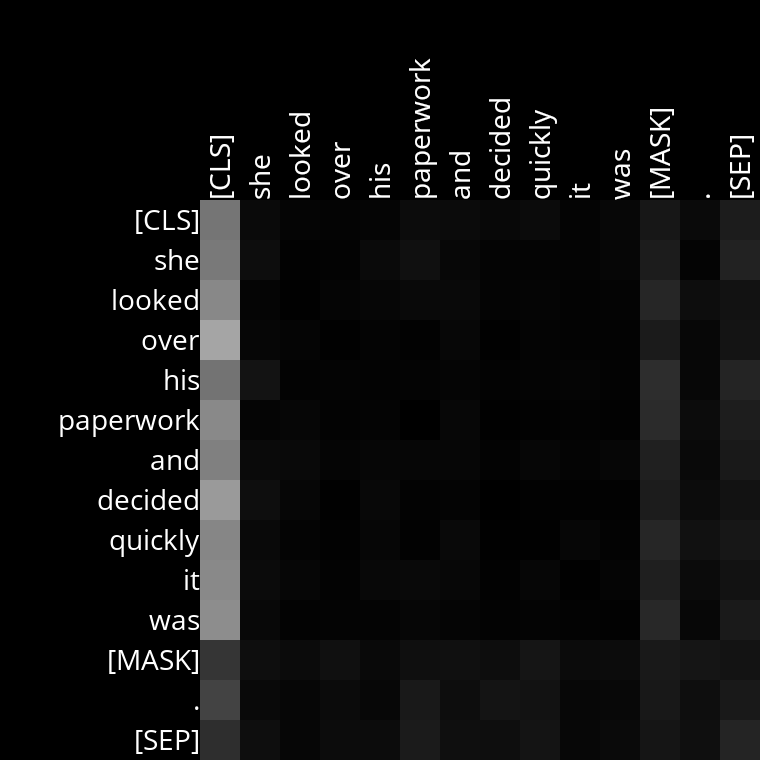 [CLS] she looked over his paperwork and decided quickly it was [MASK] . [SEP]
[CLS]
she
looked
over
his
paperwork
and
decided
quickly
it
was
[MASK]
.
[SEP]